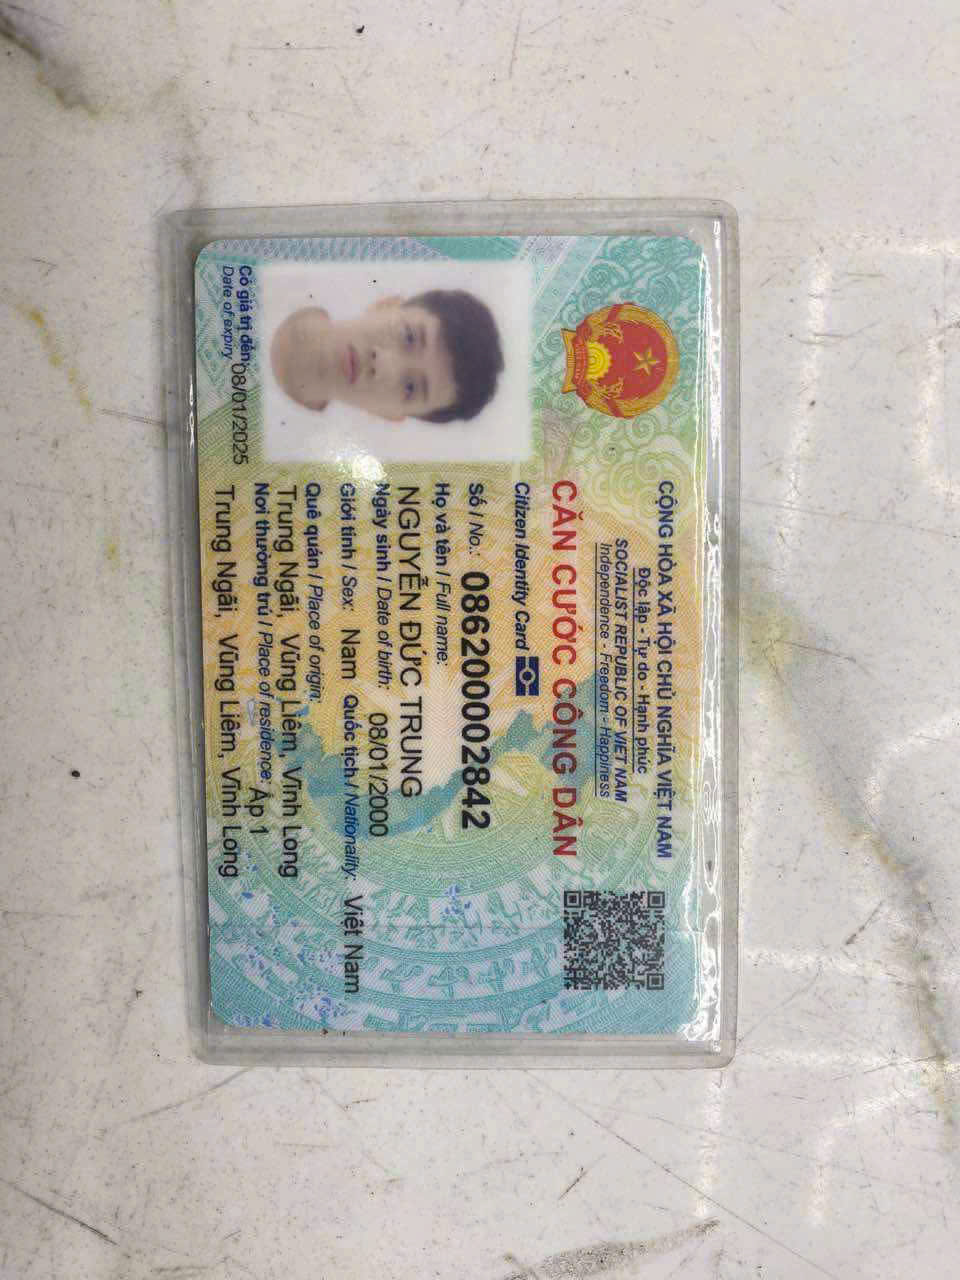 CỘNG HÒA XÃ HỘI CHỦ NGHĨA VIỆT NAM
Độc lập - Tự do - Hạnh phúc
SOCIALIST REPUBLIC OF VIET NAM
Independence - Freedom - Happiness
CĂN CƯỚC CÔNG DÂN
Citizen Identity Card
Số / No.: 086200002842
Họ và tên / Full name:
NGUYỄN ĐỨC TRUNG
Ngày sinh / Date of birth: 08/01/2000
Giới tính / Sex: Nam Quốc tịch / Nationality: Việt Nam
Quê quán / Place of origin:
Trung Ngãi, Vũng Liêm, Vĩnh Long
Nơi thường trú / Place of residence: Ấp 1
Trung Ngãi, Vũng Liêm, Vĩnh Long
Có giá trị đến: 08/01/2025
Date of expiry